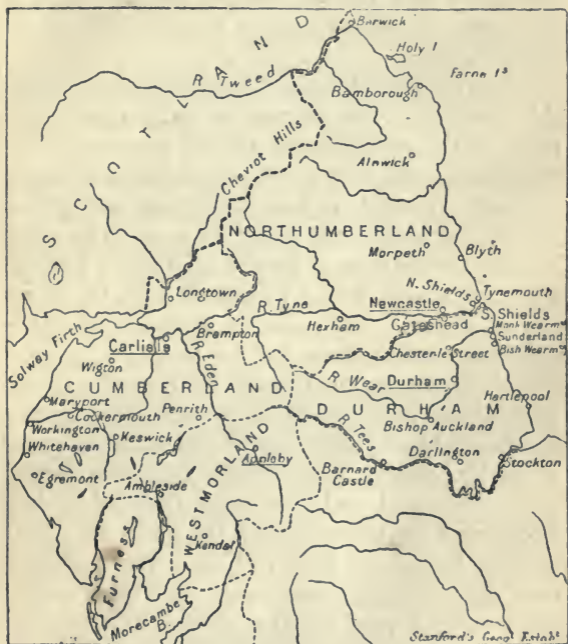 SCOTLAND
Berwick
Holy I
R. Tweed
Farne Is
Bamborough
Cheviot Hills
Alnwick
NORTHUMBERLAND
Morpeth
Blyth
Longtown
N. Shields
Tynemouth
R. Tyne
Newcastle
S. Shields
Solway Firth
Brampton
Hexham
Gateshead
Monk Wearmo
Carlisle
Sunderland
R. Eden
Chester le Street
Bish Wearmo
Wigton
R. Wear
Durham
CUMBERLAND
Maryport
Hartlepool
Cockermouth
Penrith
DURHAM
Workington
Bishop Auckland
Keswick
Whitehaven
R. Tees
Appleby
Darlington
Stockton
Egremont
Barnard
Castle
Ambleside
WESTMORLAND
Kendal
Furness
Morecambe
B.
Stanford's Geog. Estabt